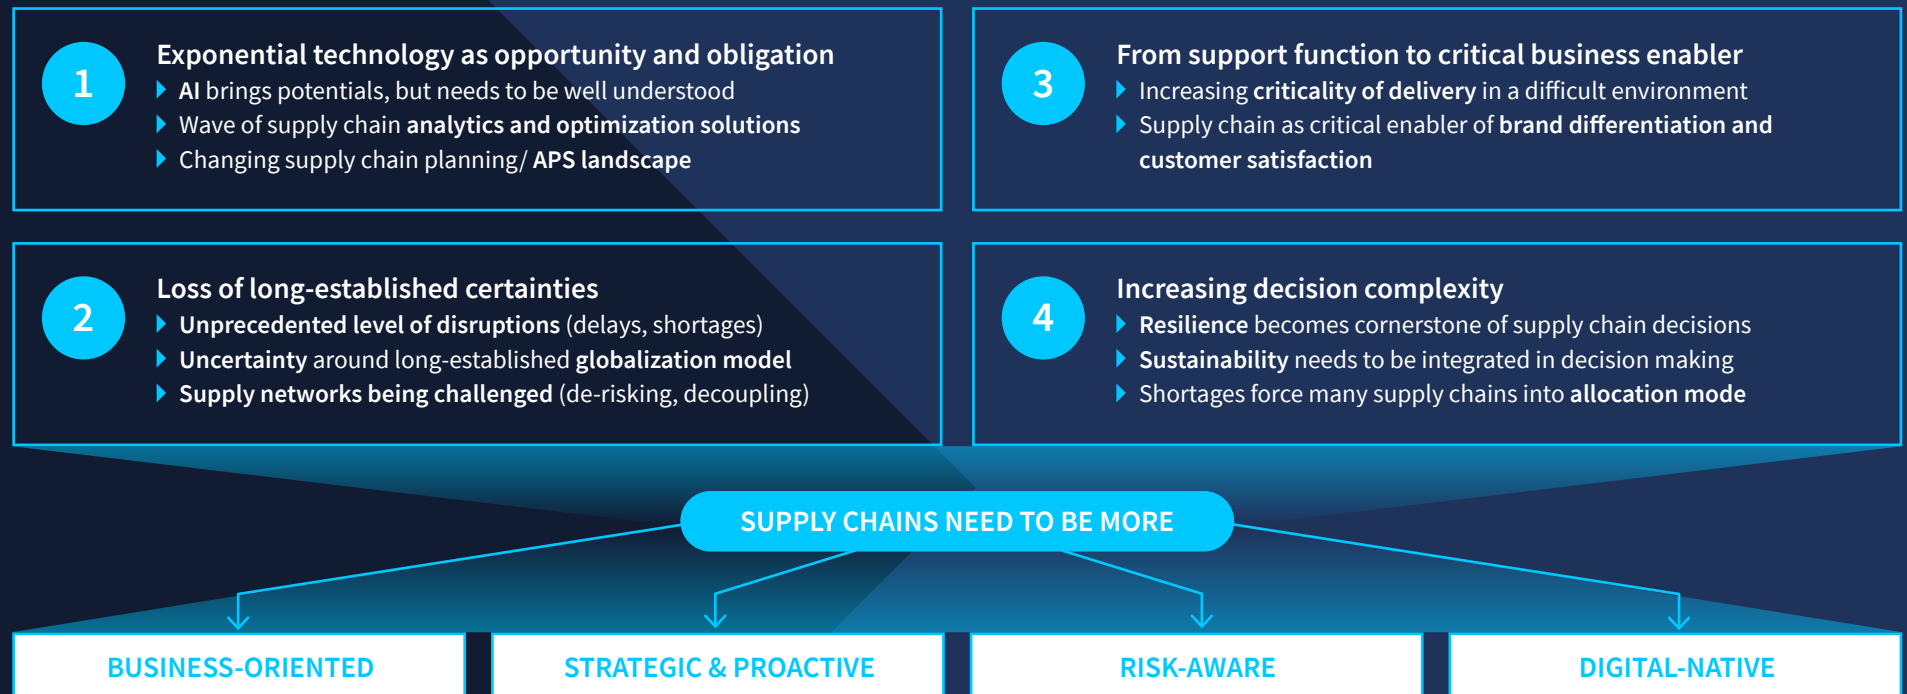 1
Exponential technology as opportunity and obligation
AI brings potentials, but needs to be well understood
Wave of supply chain analytics and optimization solutions
Changing supply chain planning/ APS landscape
2
Loss of long-established certainties
Unprecedented level of disruptions (delays, shortages)
Uncertainty around long-established globalization model
Supply networks being challenged (de-risking, decoupling)
3
From support function to critical business enabler
Increasing criticality of delivery in a difficult environment
Supply chain as critical enabler of brand differentiation and
customer satisfaction
4
Increasing decision complexity
Resilience becomes cornerstone of supply chain decisions
Sustainability needs to be integrated in decision making
Shortages force many supply chains into allocation mode
SUPPLY CHAINS NEED TO BE MORE
BUSINESS-ORIENTED
STRATEGIC & PROACTIVE
RISK-AWARE
DIGITAL-NATIVE